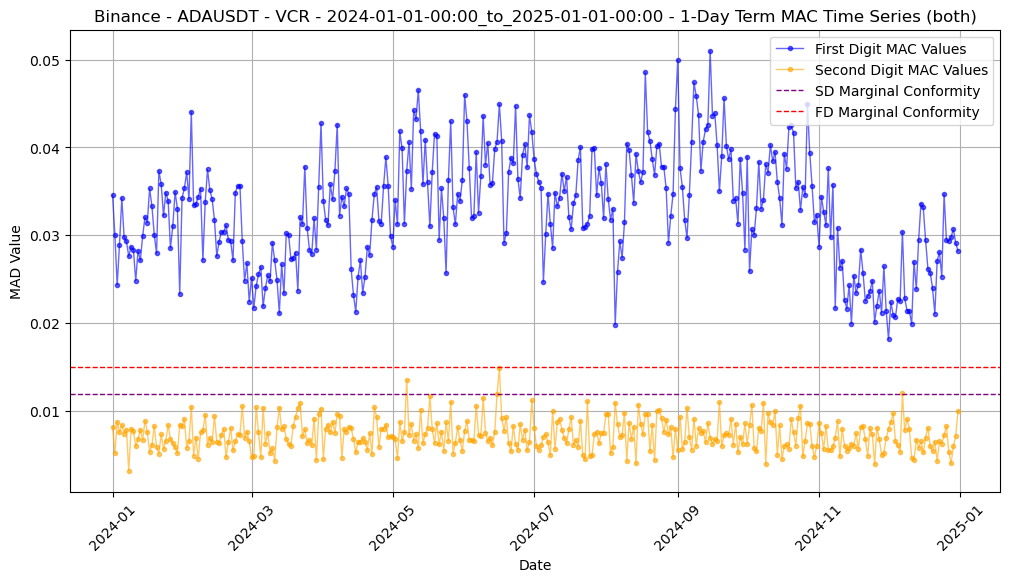 Binance - ADAUSDT - VCR - 2024-01-01-00:00_to_2025-01-01-00:00 - 1-Day Term MAC Time Series (both)
First Digit MAC Values
Second Digit MAC Values
SD Marginal Conformity
FD Marginal Conformity
MAD Value
0.05
0.04
0.03
0.02
0.01
2024-01
2024-03
2024-05
2024-07
2024-09
2024-11
2025-01
Date